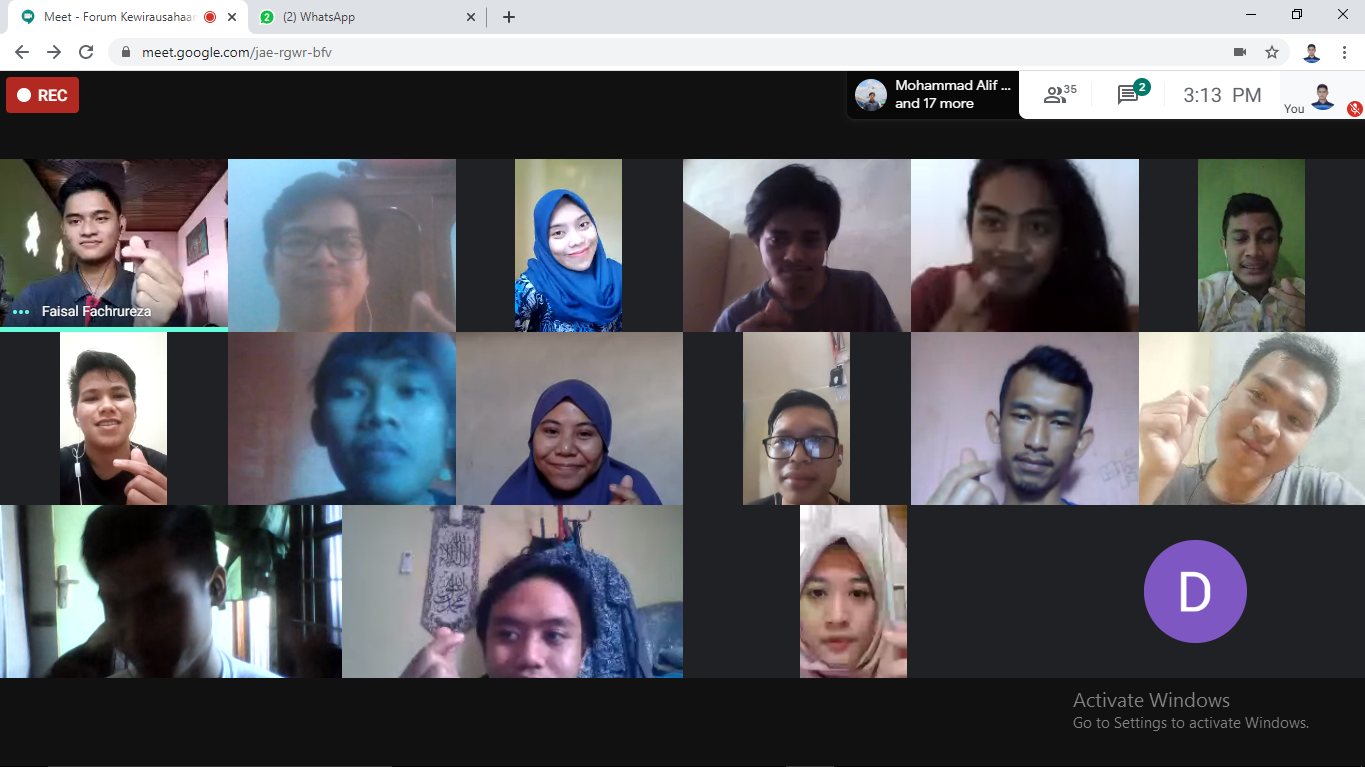 Meet - Forum Kewirausahaan
(2) WhatsApp
meet.google.com/jae-rgwr-bfv
REC
Mohammad Alif ...
and 17 more
35
2
3:13 PM
You
Faisal Fachrureza
D
Activate Windows
Go to Settings to activate Windows.